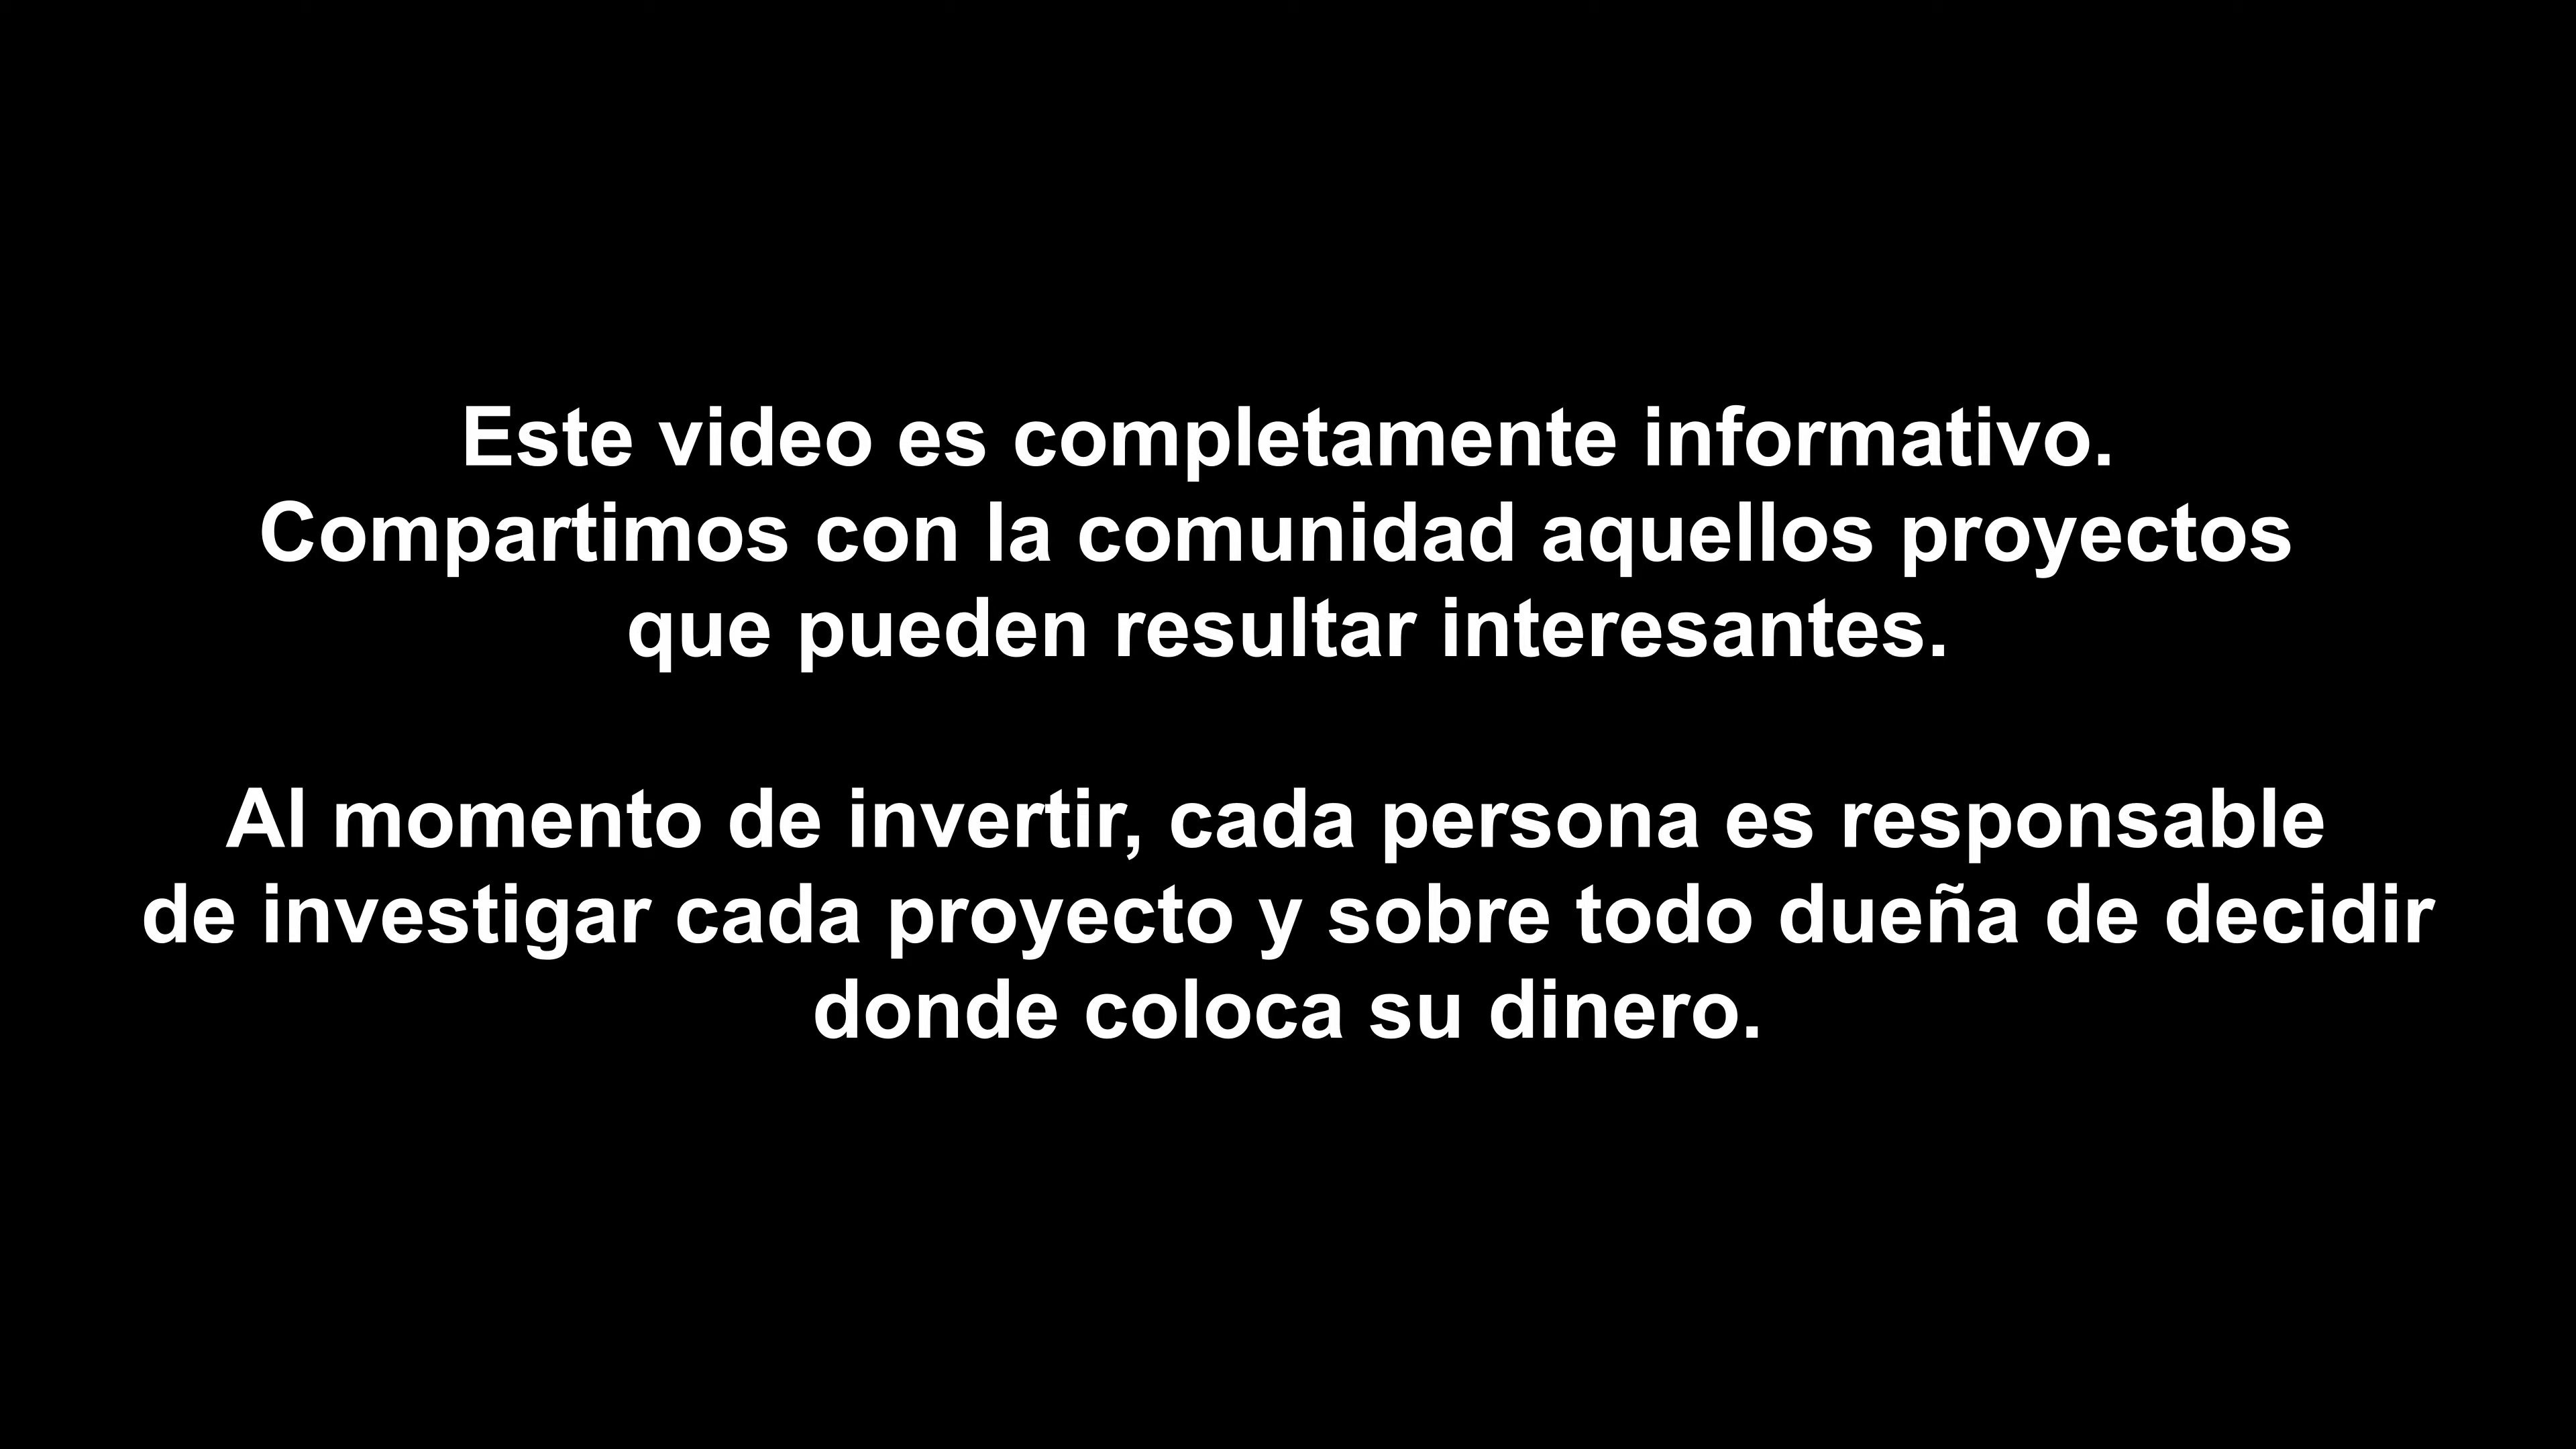 Este video es completamente informativo.
Compartimos con la comunidad aquellos proyectos
que pueden resultar interesantes.
Al momento de invertir, cada persona es responsable
de investigar cada proyecto y sobre todo dueña de decidir
donde coloca su dinero.